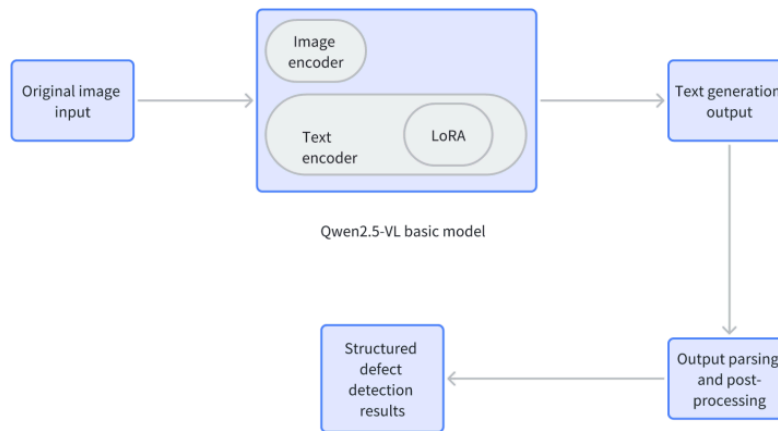 Original image
input
Image
encoder
Text
encoder
LoRA
Qwen2.5-VL basic model
Text generation
output
Output parsing
and post-
processing
Structured
defect
detection
results